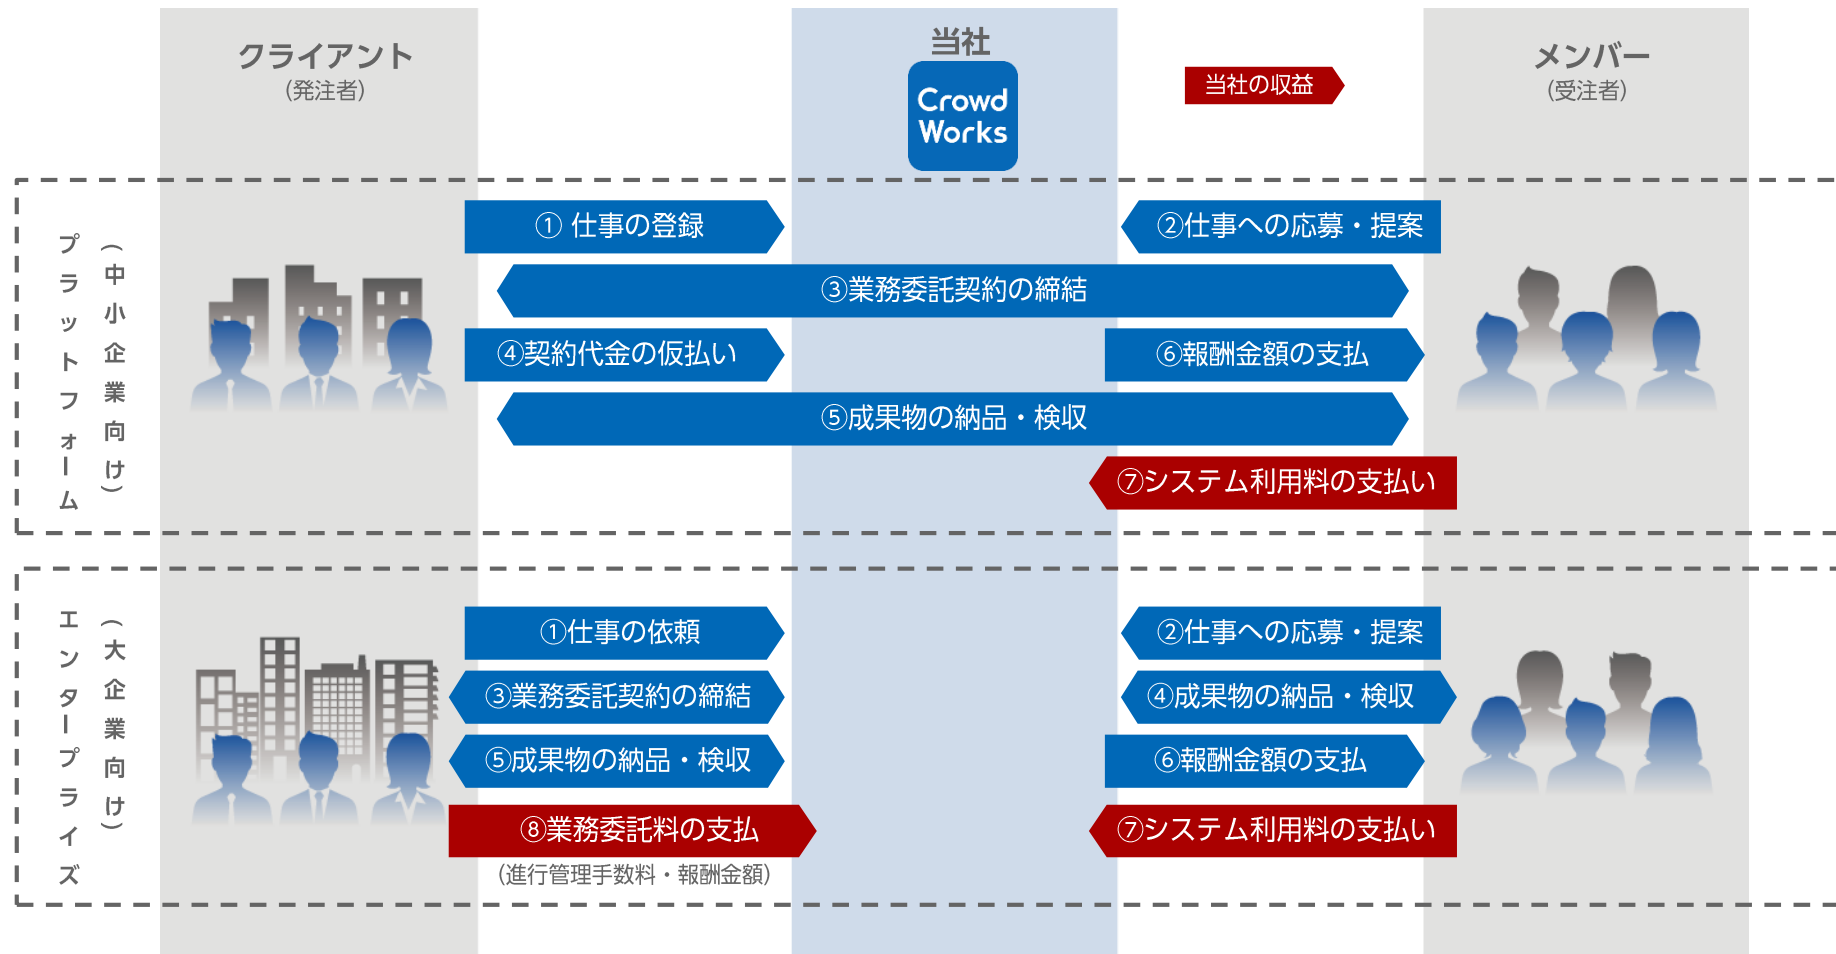 クライアント
（発注者）
当社
Crowd
Works
当社の収益
メンバー
（受注者）
プラットフォーム
（中小企業向け）
① 仕事の登録
②仕事への応募・提案
③業務委託契約の締結
④契約代金の仮払い
⑥報酬金額の支払
⑤成果物の納品・検収
⑦システム利用料の支払い
エンタープライズ
（大企業向け）
①仕事の依頼
②仕事への応募・提案
③業務委託契約の締結
④成果物の納品・検収
⑤成果物の納品・検収
⑥報酬金額の支払
⑧業務委託料の支払
⑦システム利用料の支払い
（進行管理手数料・報酬金額）